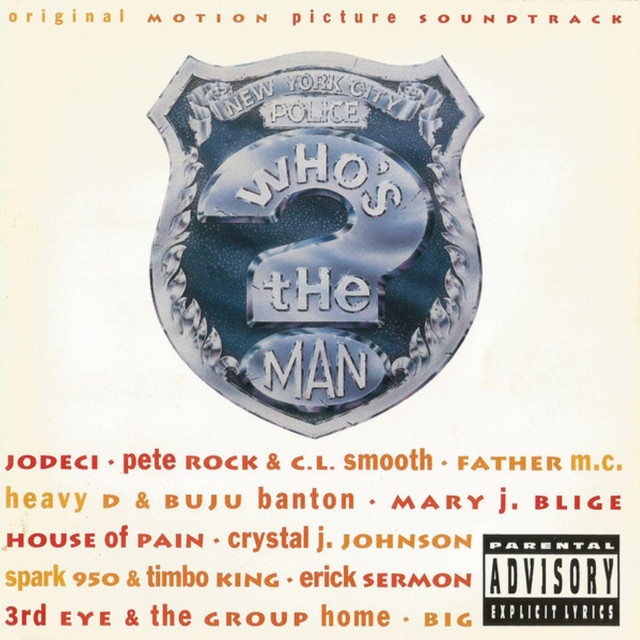 original MOTION picture SOUNDTRACK
NEW YORK CITY
POLICE
WHO'S
tHe
MAN
JODECI · pete ROCK & C.L. smooth · FATHER m.c.
heavy D & BUJU banton · MARY j. BLIGE
HOUSE of PAIN · crystal j. JOHNSON
spark 950 & timbo KING · erick SERMON
3rd EYE & the GROUP home · BIG
PARENTAL
ADVISORY
EXPLICIT LYRICS